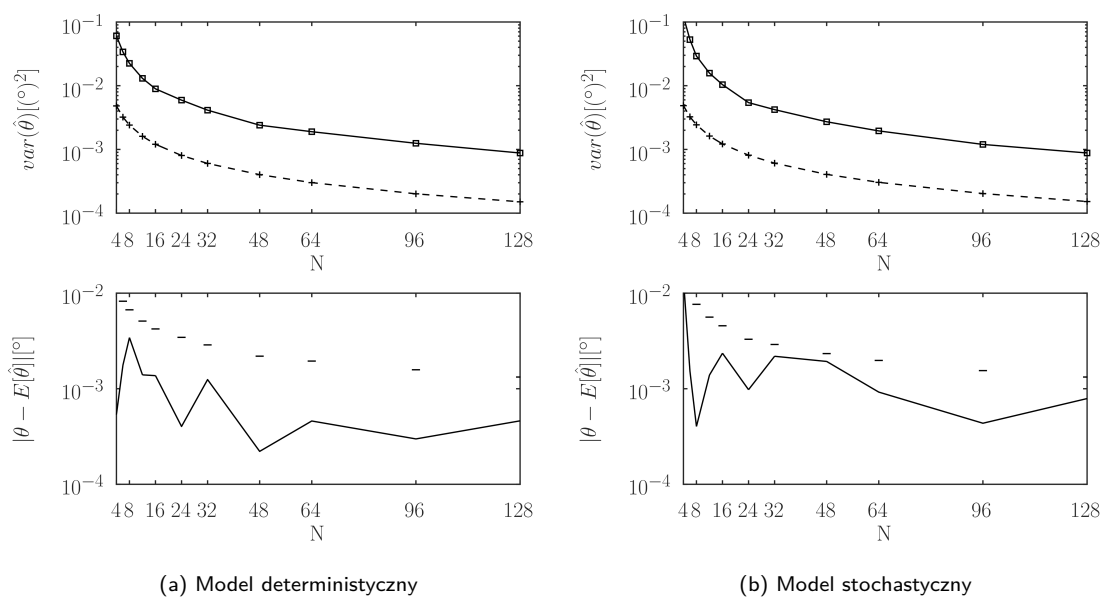 var(θ̂)[(°)²]
10⁻¹
10⁻²
10⁻³
10⁻⁴
4 8 16 24 32 48 64 96 128
N
var(θ̂)[(°)²]
10⁻¹
10⁻²
10⁻³
10⁻⁴
4 8 16 24 32 48 64 96 128
N
|θ − E[θ̂]|[°]
10⁻²
10⁻³
10⁻⁴
4 8 16 24 32 48 64 96 128
N
|θ − E[θ̂]|[°]
10⁻²
10⁻³
10⁻⁴
4 8 16 24 32 48 64 96 128
N
(a) Model deterministyczny
(b) Model stochastyczny